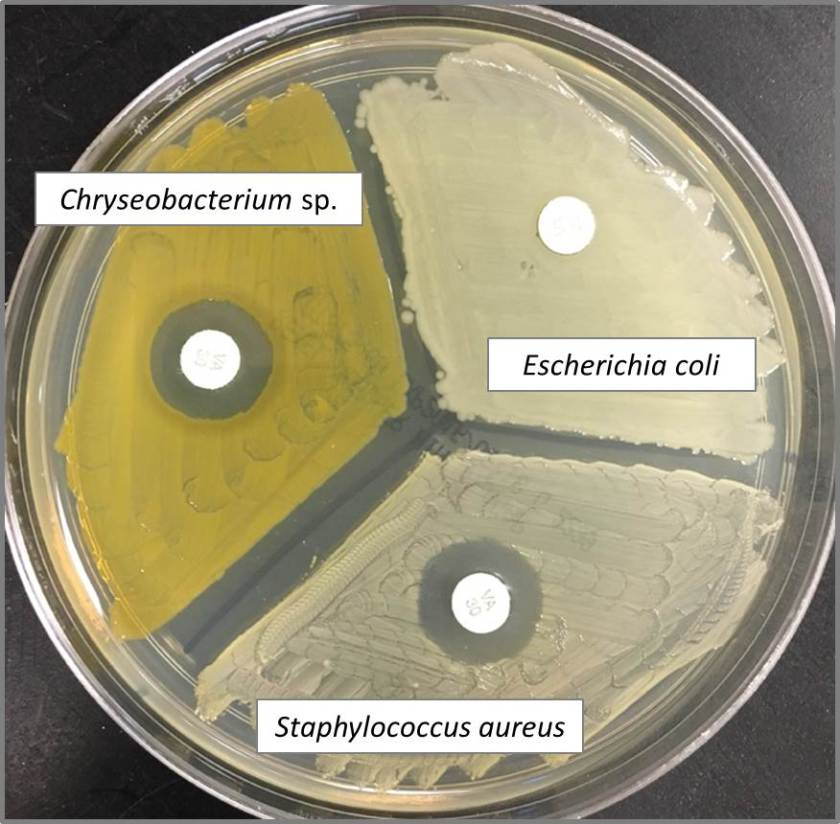 Chryseobacterium sp.
Escherichia coli
VA
30
Staphylococcus aureus